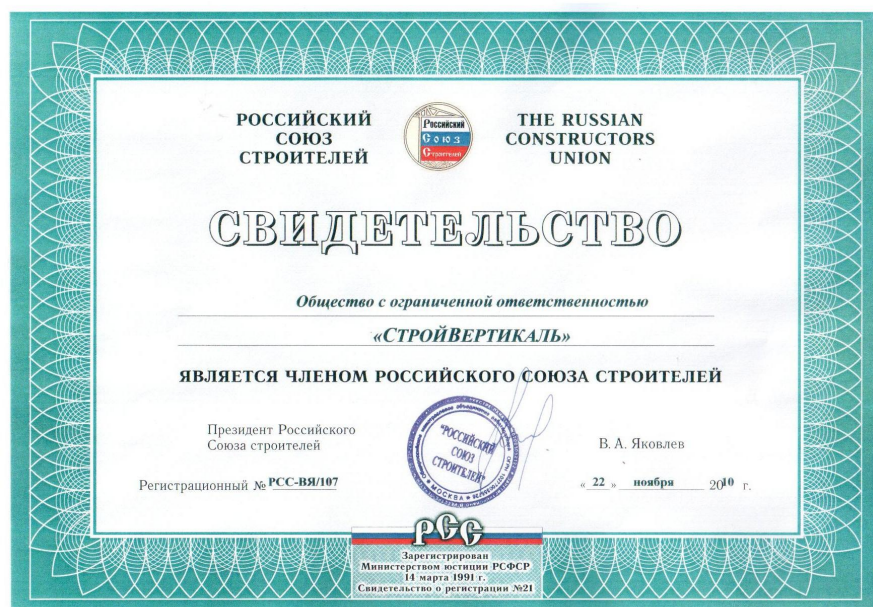 РОССИЙСКИЙ
СОЮЗ
СТРОИТЕЛЕЙ
Российский
Союз
Строителей
THE RUSSIAN
CONSTRUCTORS
UNION
СВИДЕТЕЛЬСТВО
Общество с ограниченной ответственностью
«СТРОЙВЕРТИКАЛЬ»
ЯВЛЯЕТСЯ ЧЛЕНОМ РОССИЙСКОГО СОЮЗА СТРОИТЕЛЕЙ
Президент Российского
Союза строителей
"РОССИЙСКИЙ
СОЮЗ
СТРОИТЕЛЕЙ"
МОСКВА
В. А. Яковлев
Регистрационный № РСС-ВЯ/107
« 22 » ноября 2010 г.
РСС
Зарегистрирован
Министерством юстиции РСФСР
14 марта 1991 г.
Свидетельство о регистрации №21